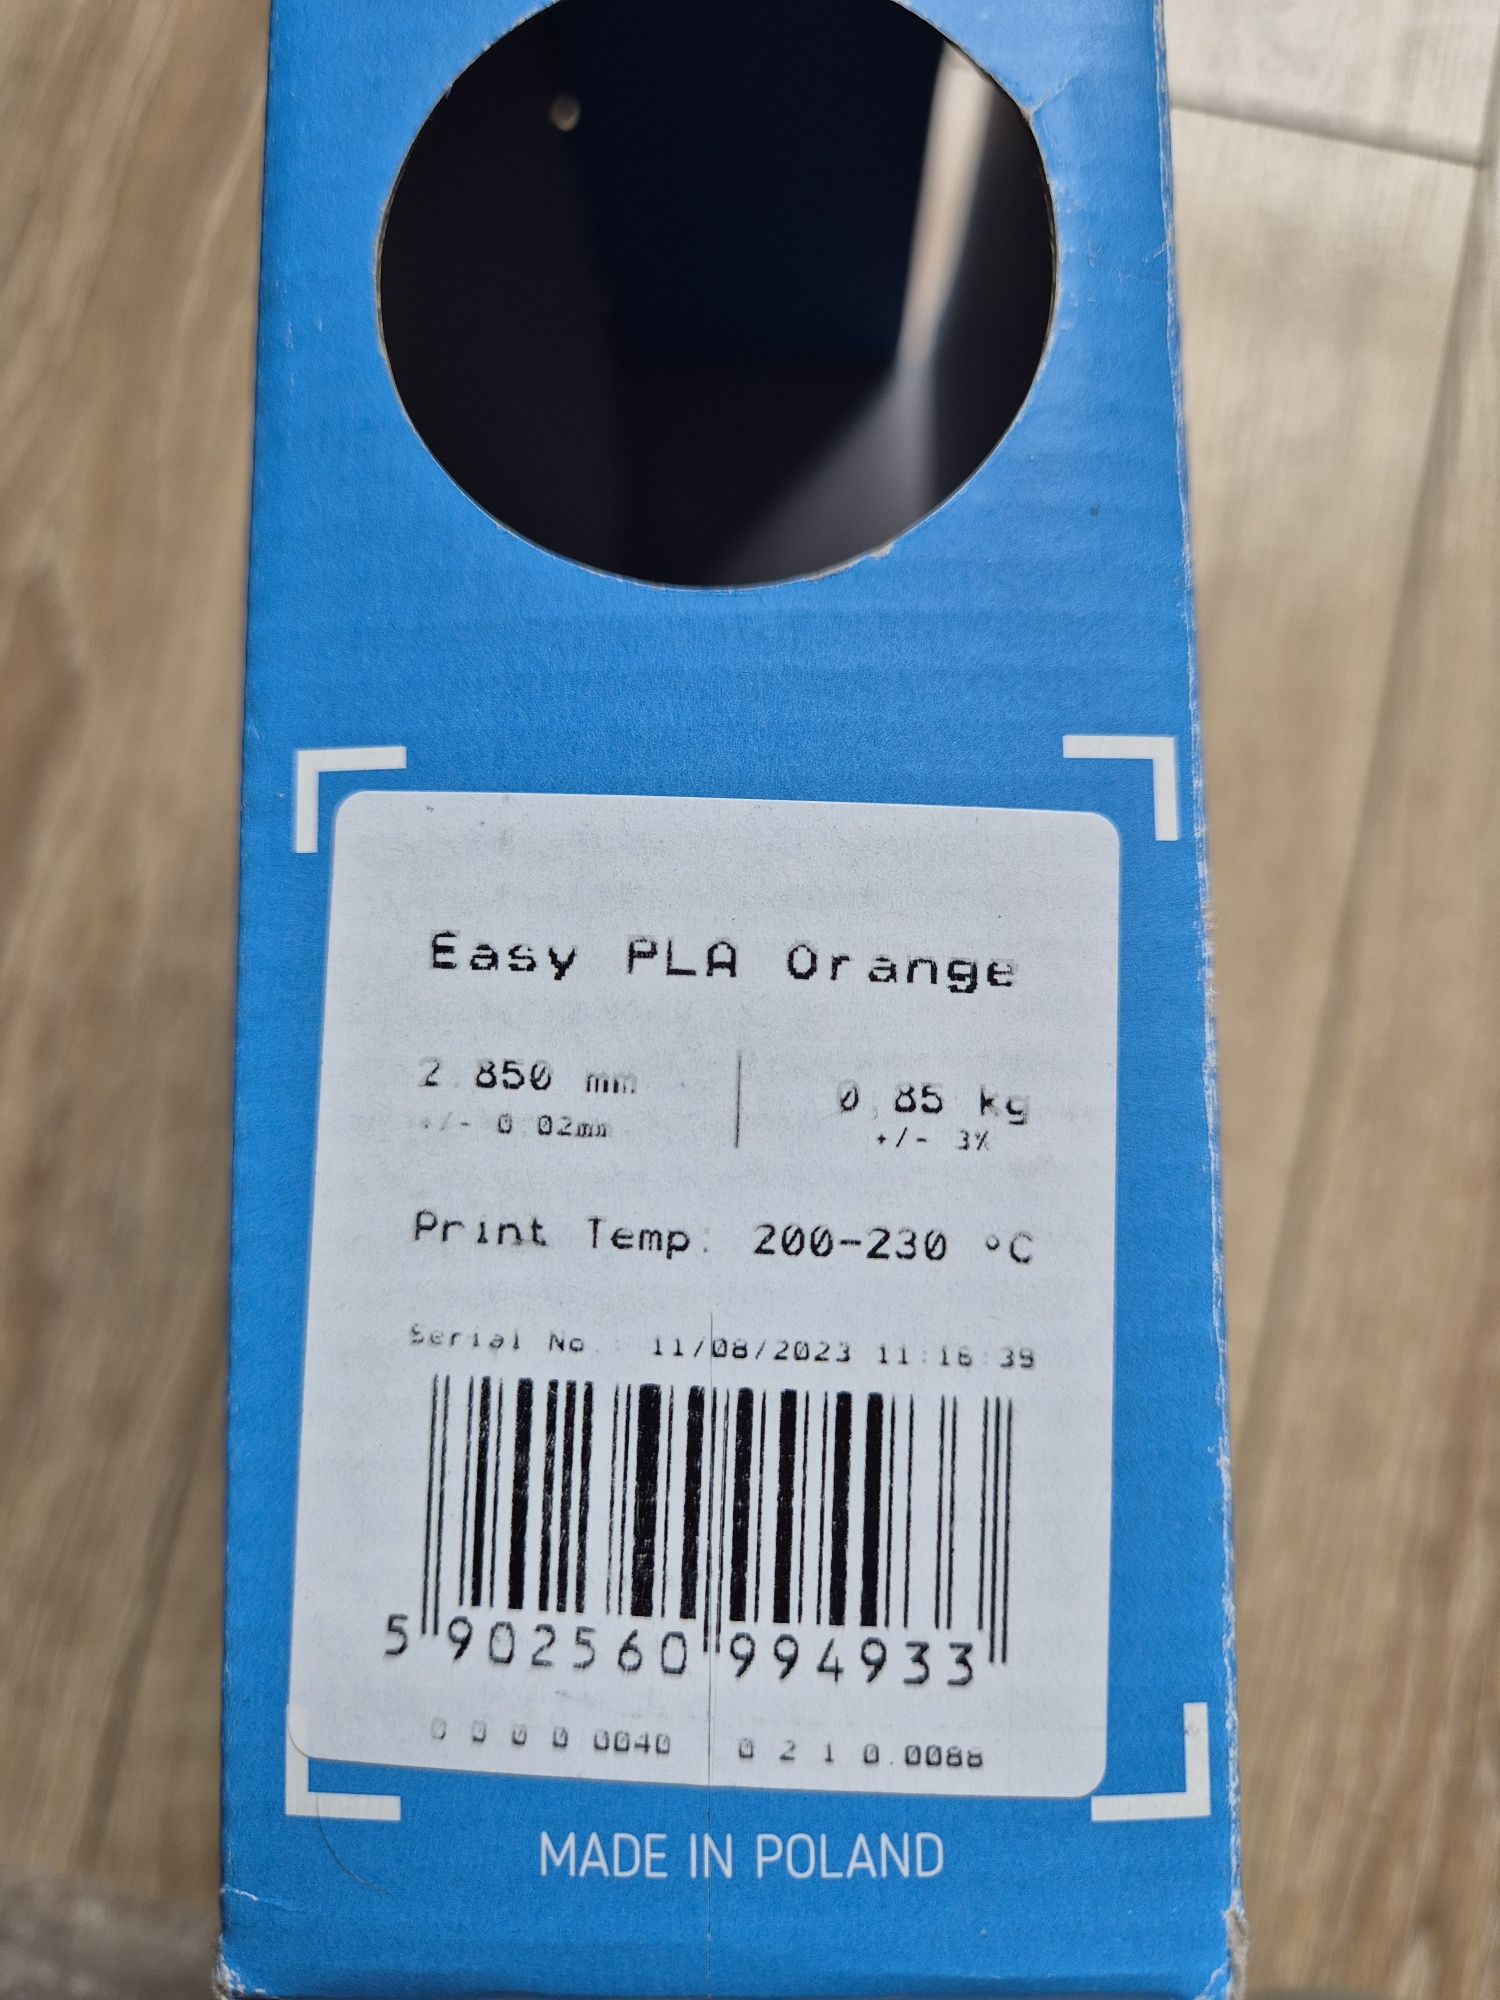 Easy PLA Orange
2.850 mm
+/- 0.02mm
0,85 kg
+/- 3%
Print Temp: 200-230 °C
Serial No.: 11/08/2023 11:16:39
5 902560 994933
0 0 0 0 0040 0 2 1 0.0088
MADE IN POLAND